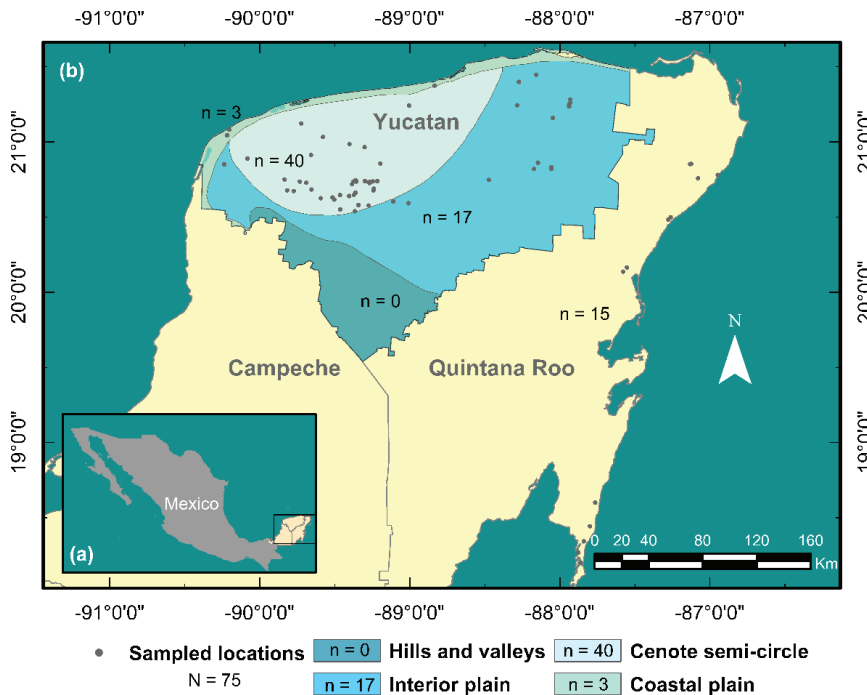 -91°0'0" -90°0'0" -89°0'0" -88°0'0" -87°0'0"
(b)
n = 3
Yucatan
21°0'0" 21°0'0"
n = 40
n = 17
20°0'0" 20°0'0"
n = 0
n = 15
N
Campeche Quintana Roo
19°0'0" 19°0'0"
Mexico
(a)
0 20 40 80 120 160
Km
-91°0'0" -90°0'0" -89°0'0" -88°0'0" -87°0'0"
Sampled locations n = 0 Hills and valleys n = 40 Cenote semi-circle
N = 75 n = 17 Interior plain n = 3 Coastal plain